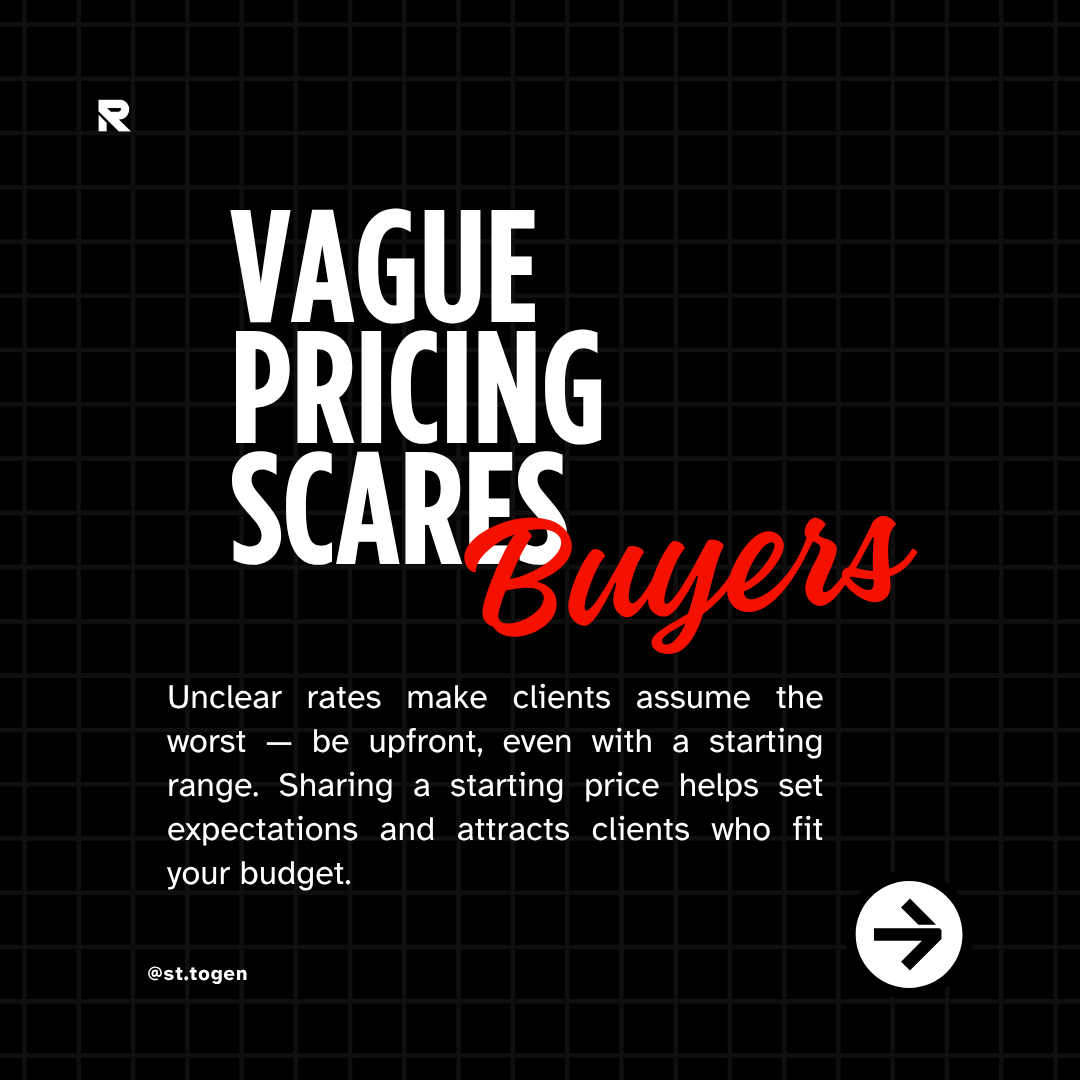 R
VAGUE
PRICING
SCARES
Buyers
Unclear rates make clients assume the
worst — be upfront, even with a starting
range. Sharing a starting price helps set
expectations and attracts clients who fit
your budget.
@st.togen